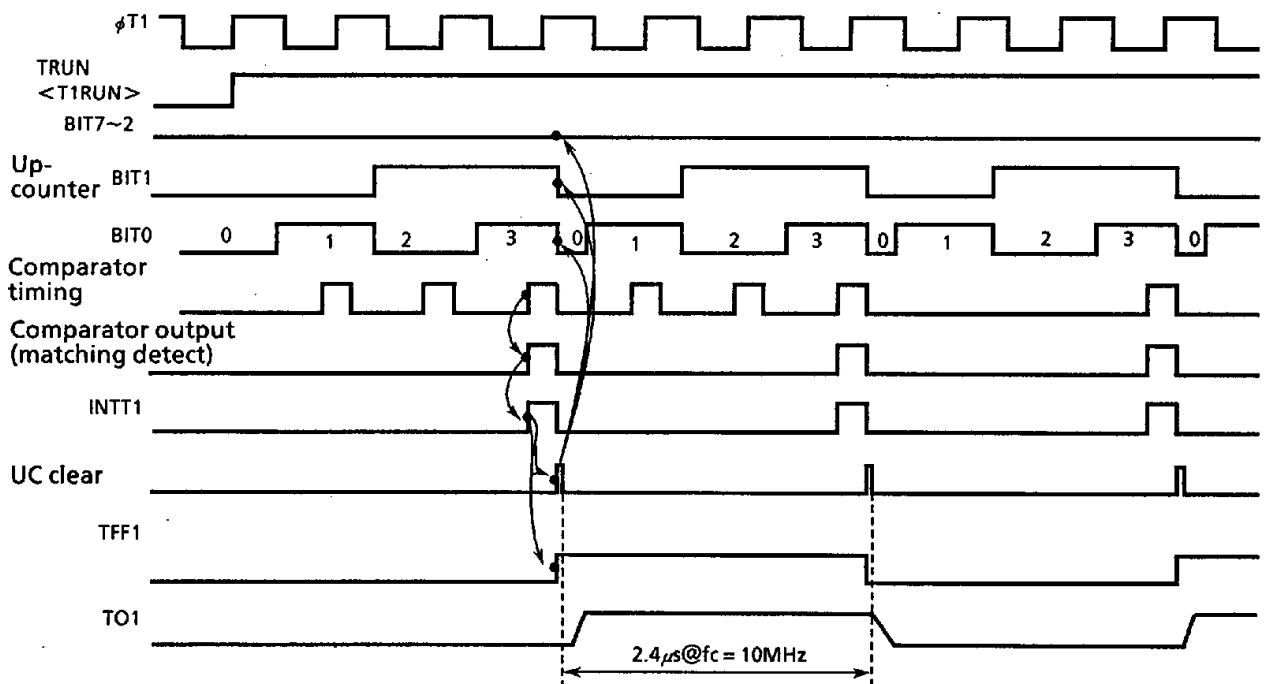 φT1
TRUN
<T1RUN>
BIT7~2
Up-
counter BIT1
BIT0 0 1 2 3 0 1 2 3 0 1 2 3 0
Comparator
timing
Comparator output
(matching detect)
INTT1
UC clear
TFF1
TO1
2.4μs@fc = 10MHz